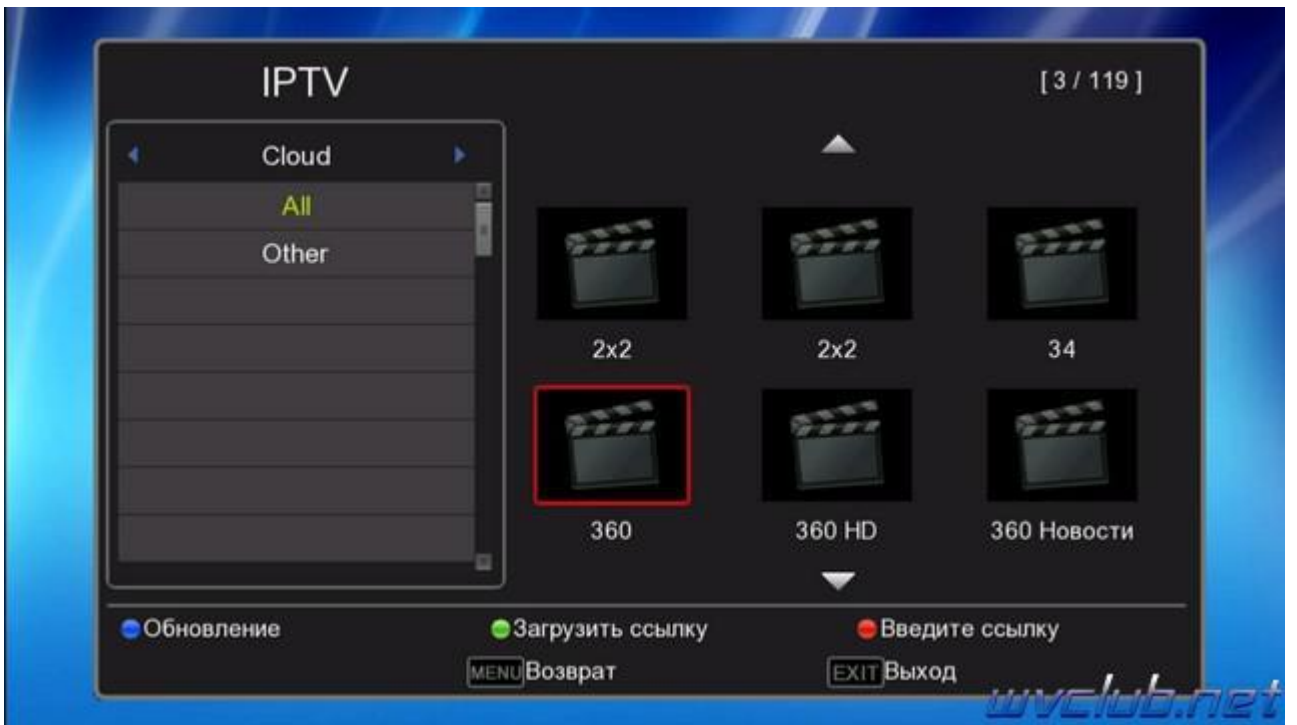 IPTV
[ 3 / 119 ]
Cloud
All
Other
2x2 2x2 34
360 360 HD 360 Новости
Обновление Загрузить ссылку Введите ссылку
MENU Возврат EXIT Выход
wvclub.net